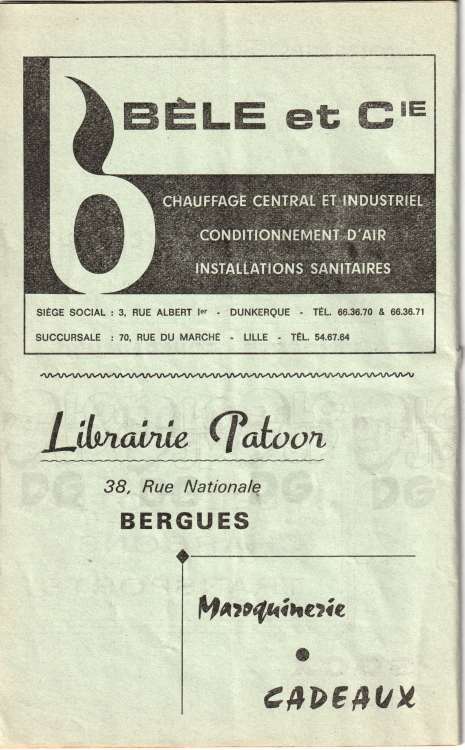 BÈLE et CIE
CHAUFFAGE CENTRAL ET INDUSTRIEL
CONDITIONNEMENT D'AIR
INSTALLATIONS SANITAIRES
SIÈGE SOCIAL : 3, RUE ALBERT Ier - DUNKERQUE - TÉL. 66.36.70 & 66.36.71
SUCCURSALE : 70, RUE DU MARCHÉ - LILLE - TÉL. 54.67.64
Librairie Patoor
38, Rue Nationale
BERGUES
Maroquinerie
CADEAUX